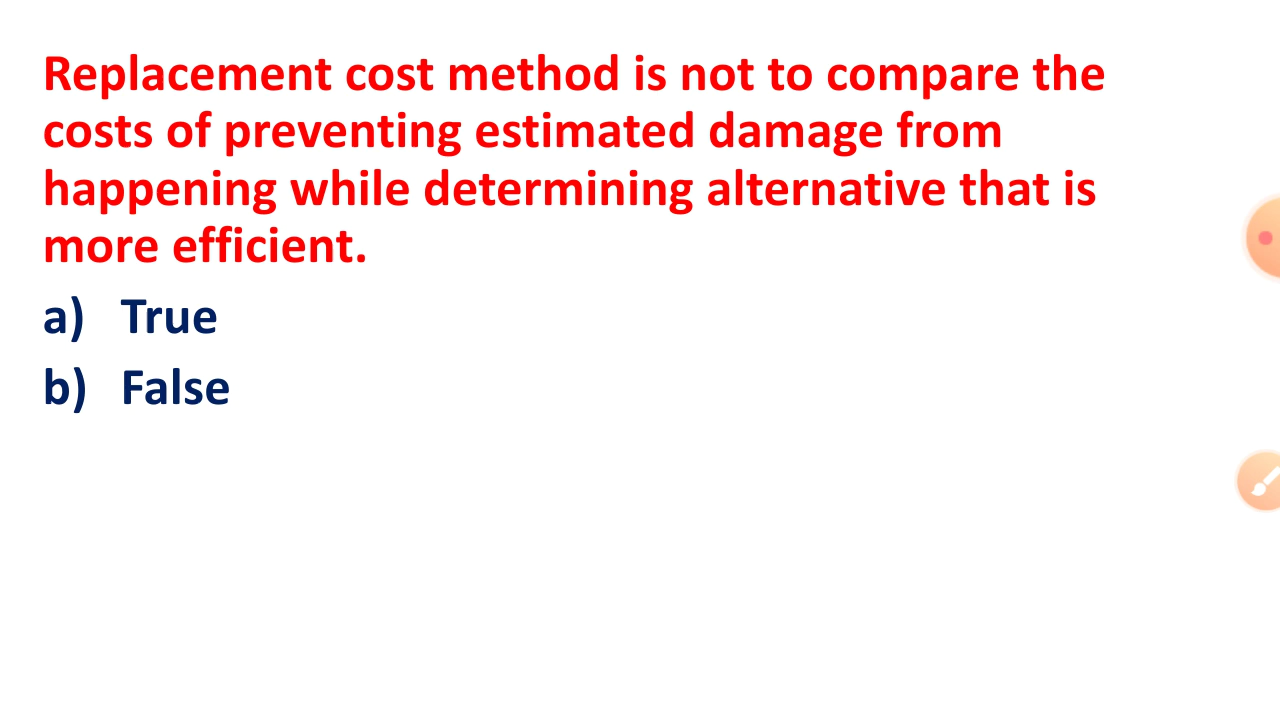 Replacement cost method is not to compare the
costs of preventing estimated damage from
happening while determining alternative that is
more efficient.
a) True
b) False